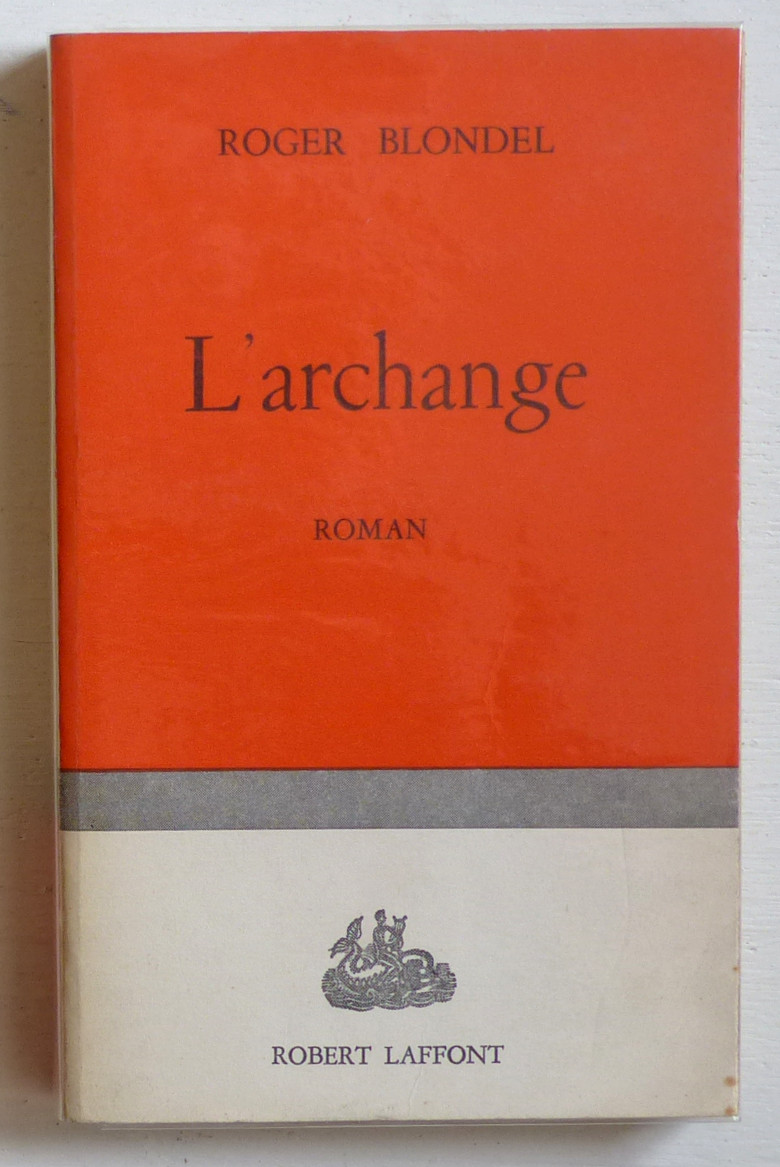 ROGER BLONDEL
L'archange
ROMAN
ROBERT LAFFONT